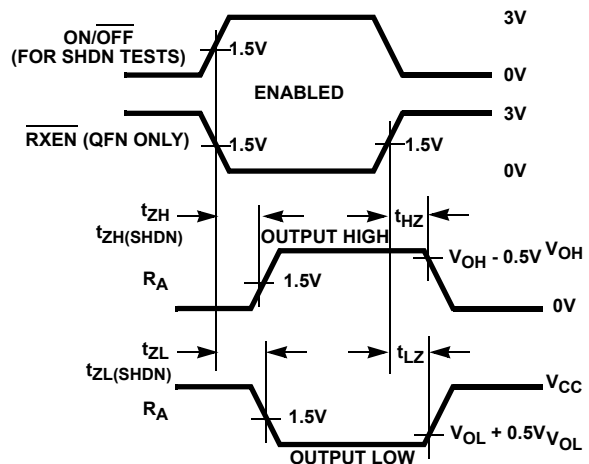 ON/OFF
(FOR SHDN TESTS)
3V
1.5V
0V
ENABLED
RXEN (QFN ONLY)
3V
1.5V
1.5V
0V
tZH
tZH(SHDN)
tHZ
OUTPUT HIGH
VOH - 0.5V VOH
RA
1.5V
0V
tZL
tZL(SHDN)
tLZ
VCC
RA
1.5V
VOL + 0.5V VOL
OUTPUT LOW